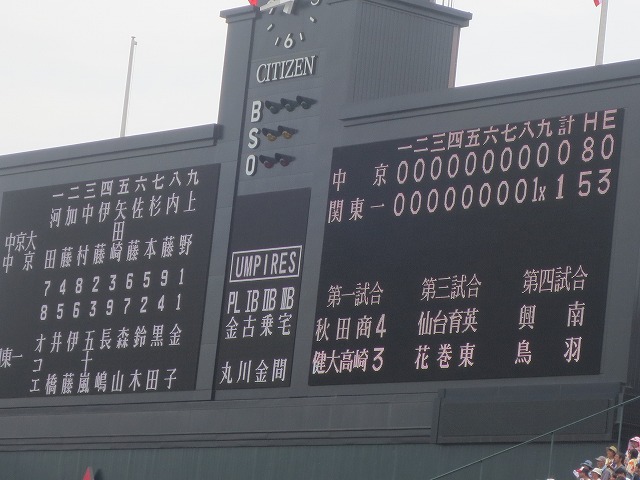 CITIZEN
6
B
S
O
一二三四五六七八九
河加中伊矢佐杉内上
中京大 田
中京 田藤村藤崎藤本藤野
7 4 8 2 3 6 5 9 1
8 5 6 3 9 7 2 4 1
オ井伊五長森鈴黒金
東一 コ 十
エ橋藤嵐嶋山木田子
UMPIRES
PL ⅠB ⅡB ⅢB
金古乗宅
丸川金間
一二三四五六七八九計HE
中京 0 0 0 0 0 0 0 0 0 0 8 0
関東一 0 0 0 0 0 0 0 0 1x 1 5 3
第一試合 第三試合 第四試合
秋田商4 仙台育英 興南
健大高崎3 花巻東 鳥羽